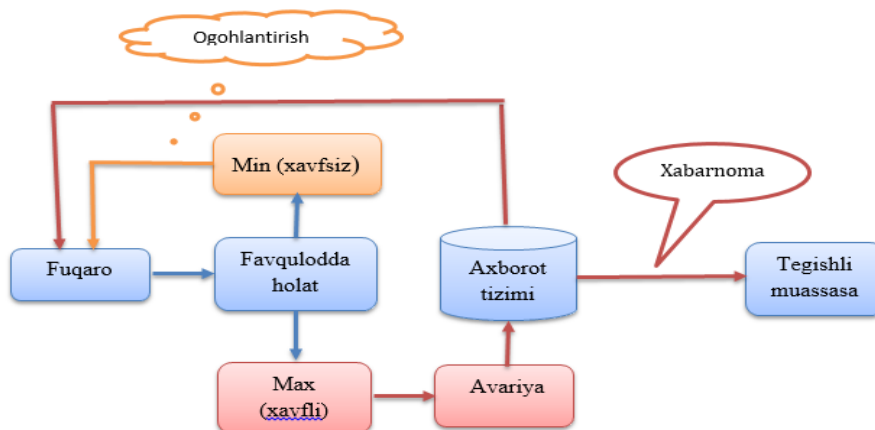 Ogohlantirish
Min (xavfsiz)
Xabarnoma
Fuqaro
Favqulodda
holat
Axborot
tizimi
Tegishli
muassasa
Max
(xavfli)
Avariya